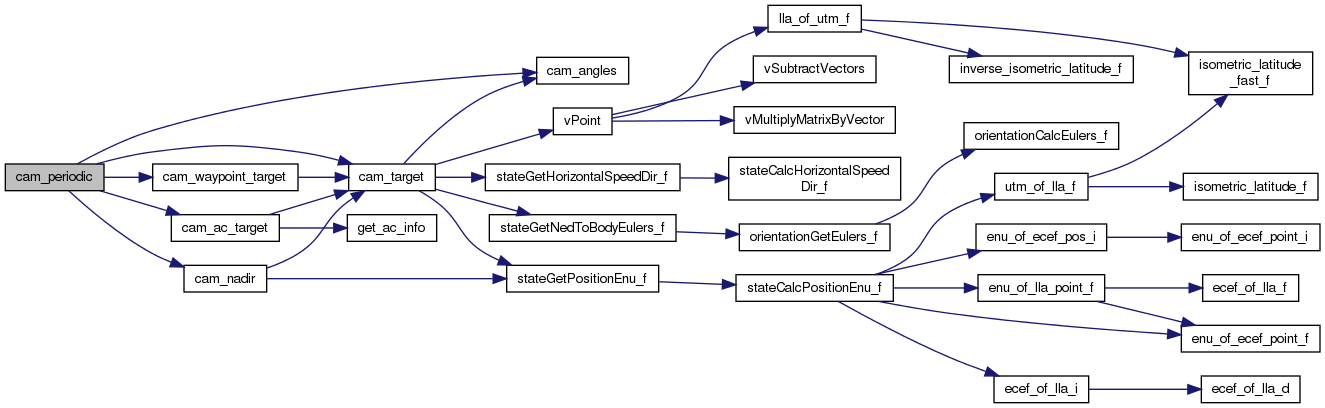 lla_of_utm_f
cam_angles
vSubtractVectors
inverse_isometric_latitude_f
isometric_latitude
_fast_f
vPoint
vMultiplyMatrixByVector
orientationCalcEulers_f
cam_periodic
cam_waypoint_target
cam_target
stateGetHorizontalSpeedDir_f
stateCalcHorizontalSpeed
Dir_f
utm_of_lla_f
isometric_latitude_f
cam_ac_target
get_ac_info
stateGetNedToBodyEulers_f
orientationGetEulers_f
enu_of_ecef_pos_i
enu_of_ecef_point_i
cam_nadir
stateGetPositionEnu_f
stateCalcPositionEnu_f
enu_of_lla_point_f
ecef_of_lla_f
enu_of_ecef_point_f
ecef_of_lla_i
ecef_of_lla_d